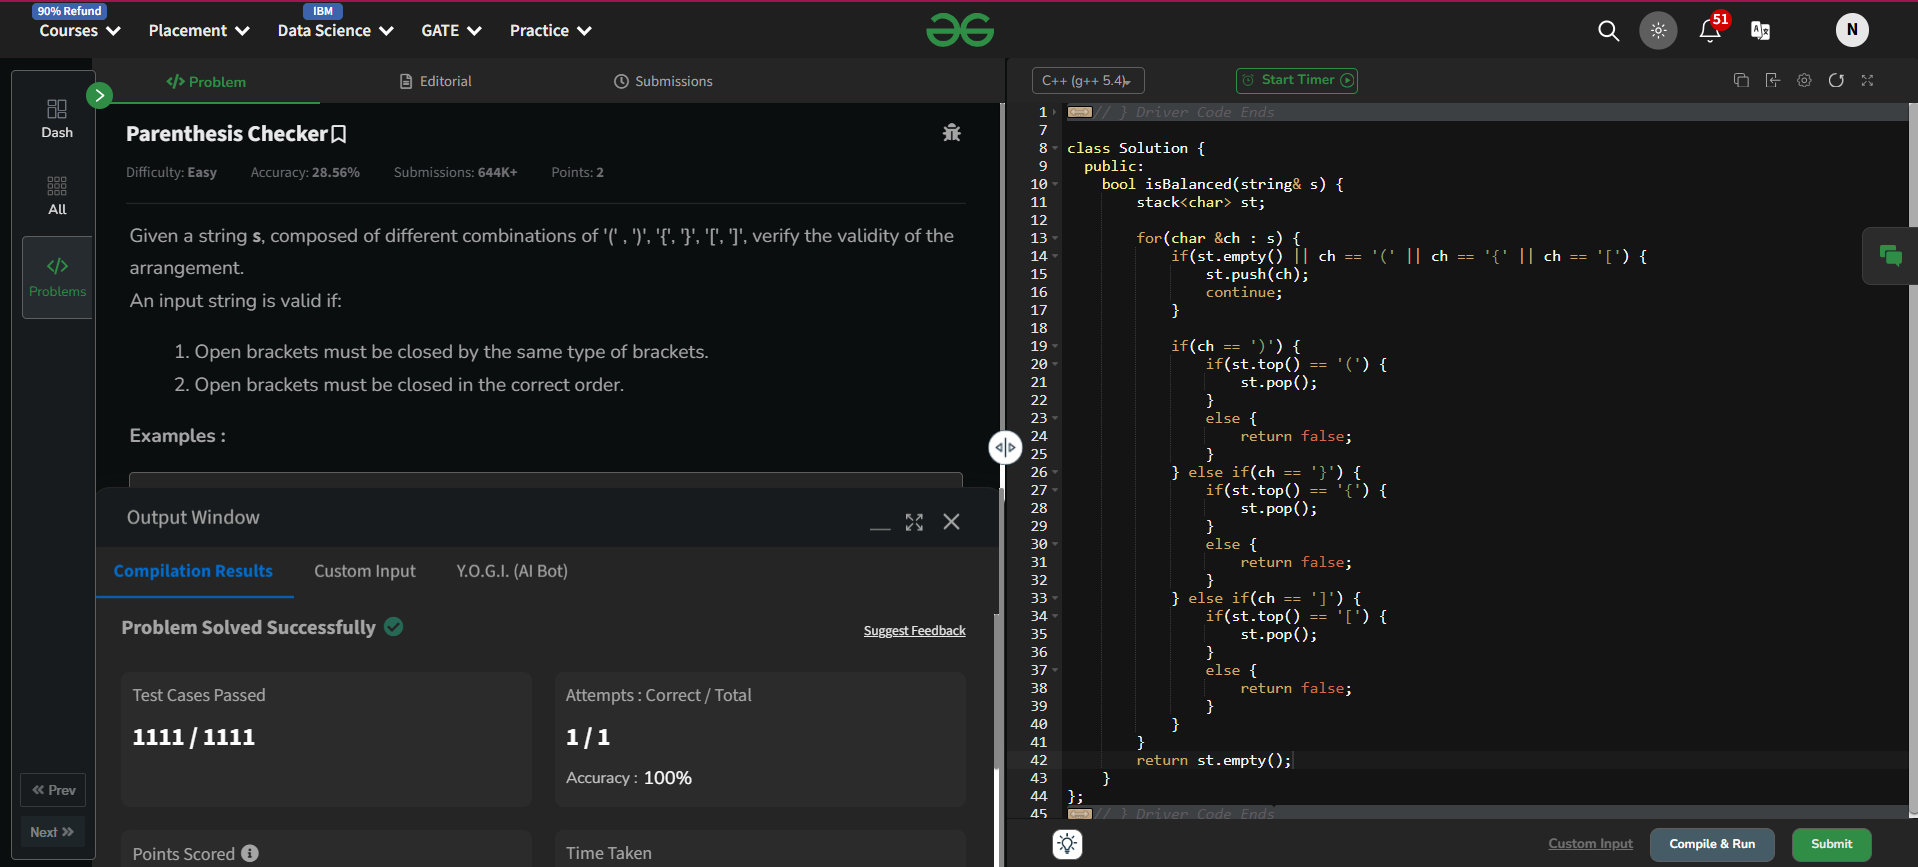 90% Refund
IBM
Courses
Placement
Data Science
GATE
Practice
51
N
Dash
All
Problems
Prev
Next
Problem
Editorial
Submissions
Parenthesis Checker
Difficulty: Easy
Accuracy: 28.56%
Submissions: 644K+
Points: 2
Given a string s, composed of different combinations of '(' , ')', '{', '}', '[', ']', verify the validity of the
arrangement.
An input string is valid if:
1. Open brackets must be closed by the same type of brackets.
2. Open brackets must be closed in the correct order.
Examples :
Output Window
Compilation Results
Custom Input
Y.O.G.I. (AI Bot)
Problem Solved Successfully
Suggest Feedback
Test Cases Passed
1111 / 1111
Attempts : Correct / Total
1 / 1
Accuracy : 100%
Points Scored
Time Taken
C++ (g++ 5.4)
Start Timer
1 // } Driver Code Ends
7
8 class Solution {
9 public:
10 bool isBalanced(string& s) {
11 stack<char> st;
12
13 for(char &ch : s) {
14 if(st.empty() || ch == '(' || ch == '{' || ch == '[') {
15 st.push(ch);
16 continue;
17 }
18
19 if(ch == ')') {
20 if(st.top() == '(') {
21 st.pop();
22 }
23 else {
24 return false;
25 }
26 } else if(ch == '}') {
27 if(st.top() == '{') {
28 st.pop();
29 }
30 else {
31 return false;
32 }
33 } else if(ch == ']') {
34 if(st.top() == '[') {
35 st.pop();
36 }
37 else {
38 return false;
39 }
40 }
41 }
42 return st.empty();
43 }
44 };
45 // } Driver Code Ends
Custom Input
Compile & Run
Submit